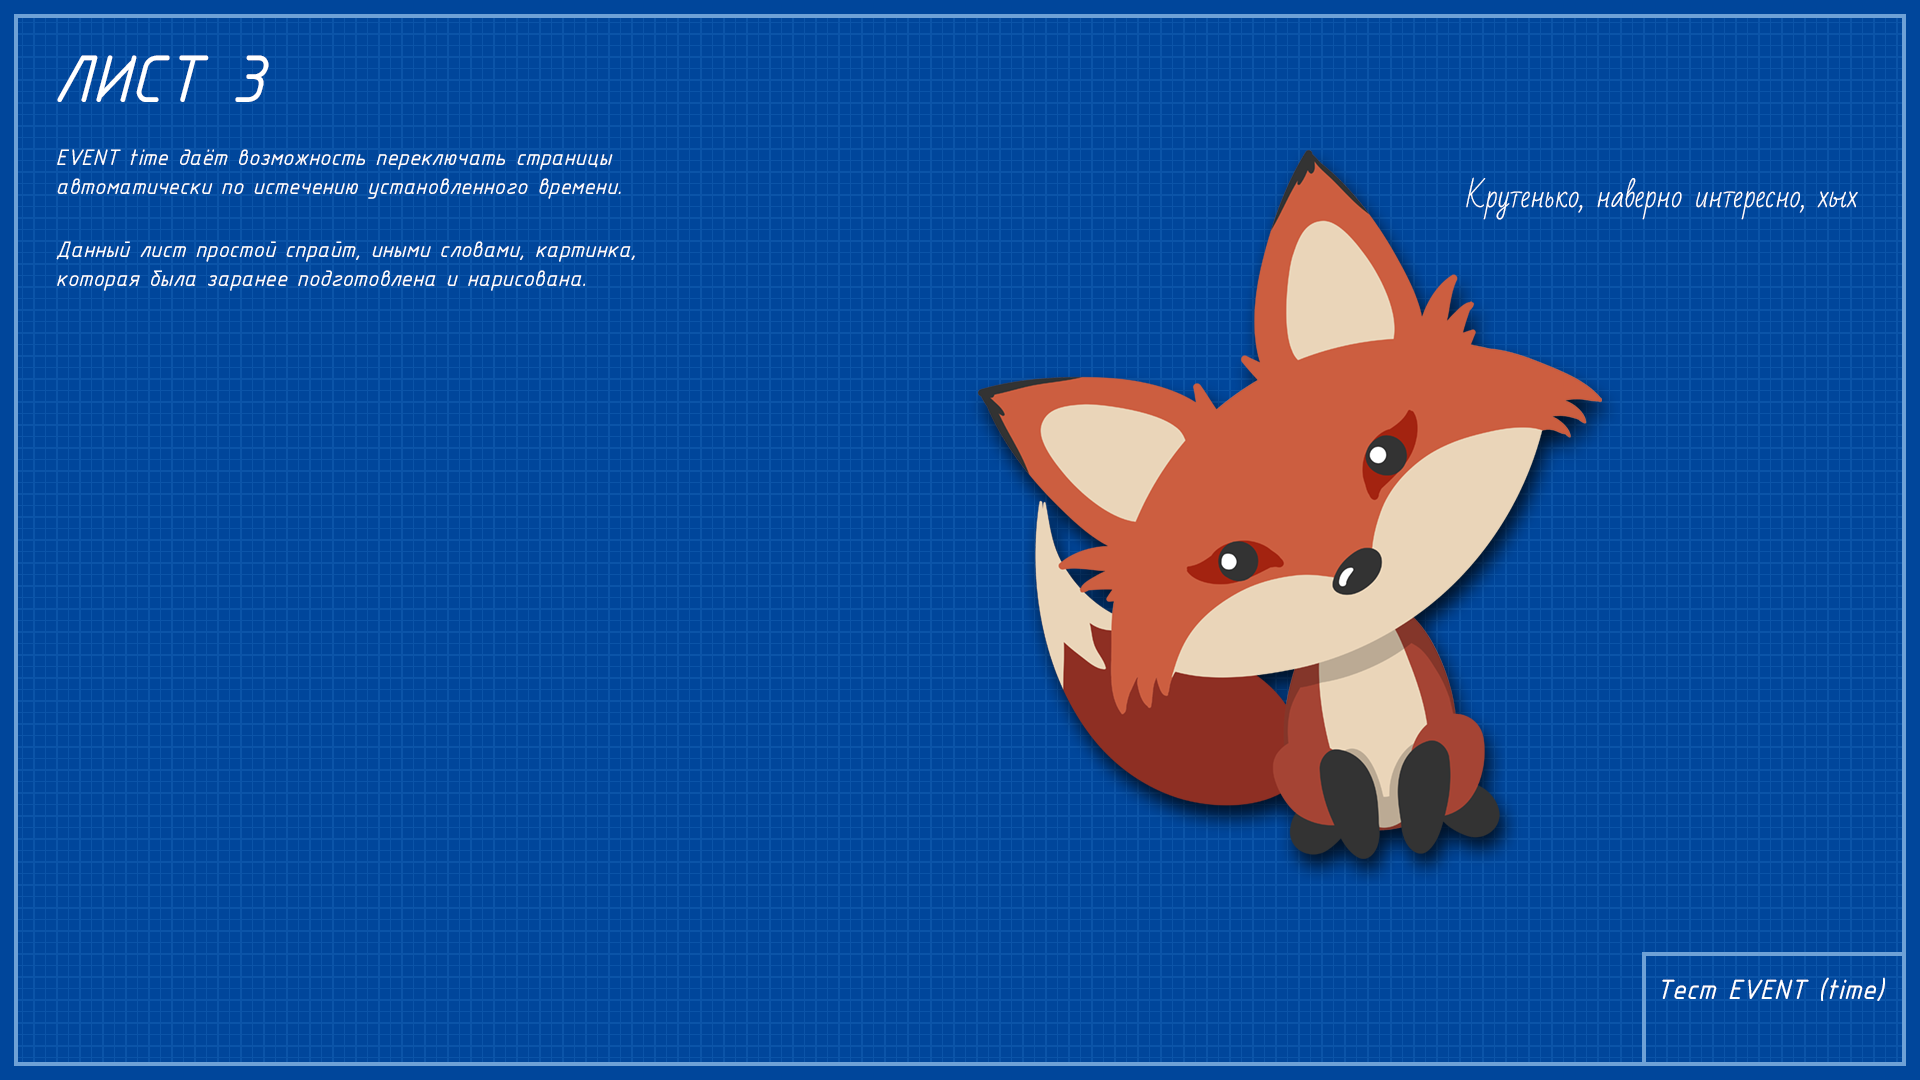 ЛИСТ 3
EVENT time даёт возможность переключать страницы
автоматически по истечению установленного времени.
Данный лист простой спрайт, иными словами, картинка,
которая была заранее подготовлена и нарисована.
Крутенько, наверно интересно, хых
Тест EVENT (time)